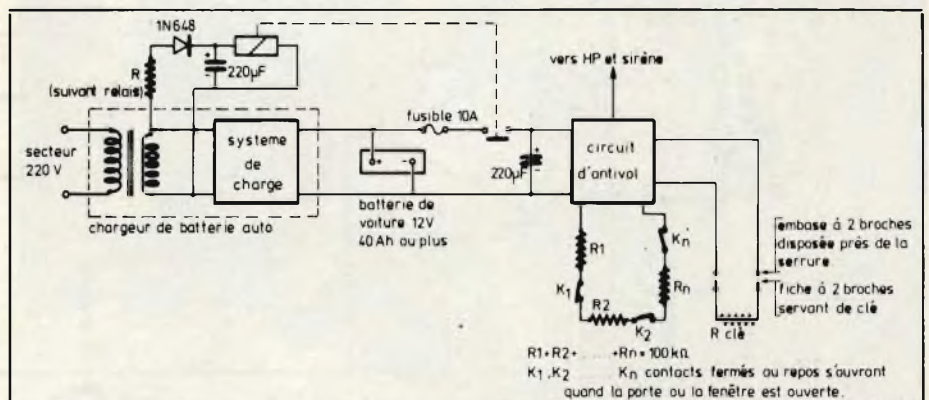 1N648
R
(suivant relais)
220µF
secteur
220 V
système
de
charge
chargeur de batterie auto
fusible 10A
batterie de
voiture 12V
40 Ah ou plus
220µF
vers HP et sirène
circuit
d'antivol
R1
K1
R2
K2
Rn
Kn
R clé
embase à 2 broches
disposée près de la
serrure.
fiche à 2 broches
servant de clé
R1+R2+......+Rn=100kΩ
K1,K2 Kn contacts fermés au repos s'ouvrant
quand la porte ou la fenêtre est ouverte.